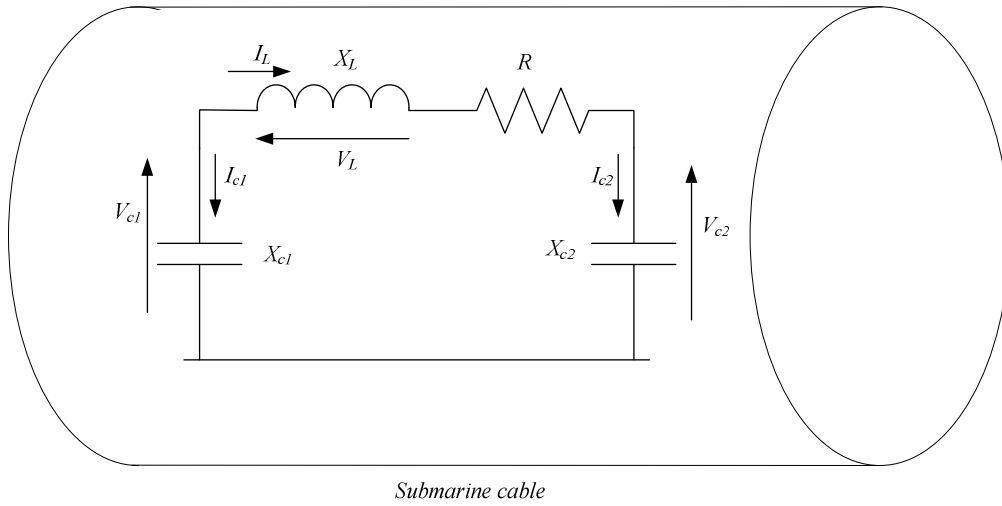 I_L
X_L
R
V_L
I_c1
I_c2
V_c1
V_c2
X_c1
X_c2
Submarine cable